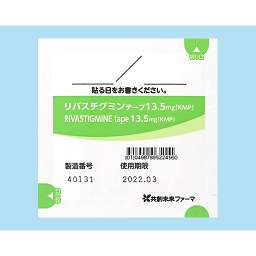 貼る日をお書きください。
リバスチグミンテープ13.5mg「KMP」
RIVASTIGMINE tape 13.5mg「KMP」
(01)04987885224560
製造番号 使用期限
40131 2022.03
共創未来ファーマ